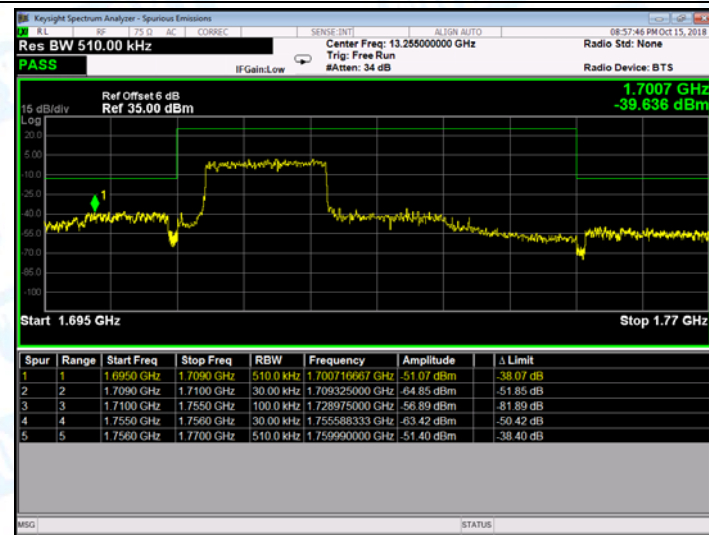 Keysight Spectrum Analyzer - Spurious Emissions
RL RF 75 Ω AC CORREC SENSE:INT ALIGN AUTO 08:57:46 PM Oct 15, 2018
Res BW 510.00 kHz Center Freq: 13.255000000 GHz Radio Std: None
Trig: Free Run
PASS IFGain:Low #Atten: 34 dB Radio Device: BTS
1.7007 GHz
Ref Offset 6 dB
15 dB/div Ref 35.00 dBm -39.636 dBm
Log
20.0
5.00
-10.0
-25.0
1
-40.0
-55.0
-70.0
-85.0
-100
Start 1.695 GHz Stop 1.77 GHz
Spur Range Start Freq Stop Freq RBW Frequency Amplitude Δ Limit
1 1 1.6950 GHz 1.7090 GHz 510.0 kHz 1.700716667 GHz -51.07 dBm -38.07 dB
2 2 1.7090 GHz 1.7100 GHz 30.00 kHz 1.709325000 GHz -64.85 dBm -51.85 dB
3 3 1.7100 GHz 1.7550 GHz 100.0 kHz 1.728975000 GHz -56.89 dBm -81.89 dB
4 4 1.7550 GHz 1.7560 GHz 30.00 kHz 1.755588333 GHz -63.42 dBm -50.42 dB
5 5 1.7560 GHz 1.7700 GHz 510.0 kHz 1.759990000 GHz -51.40 dBm -38.40 dB
MSG STATUS